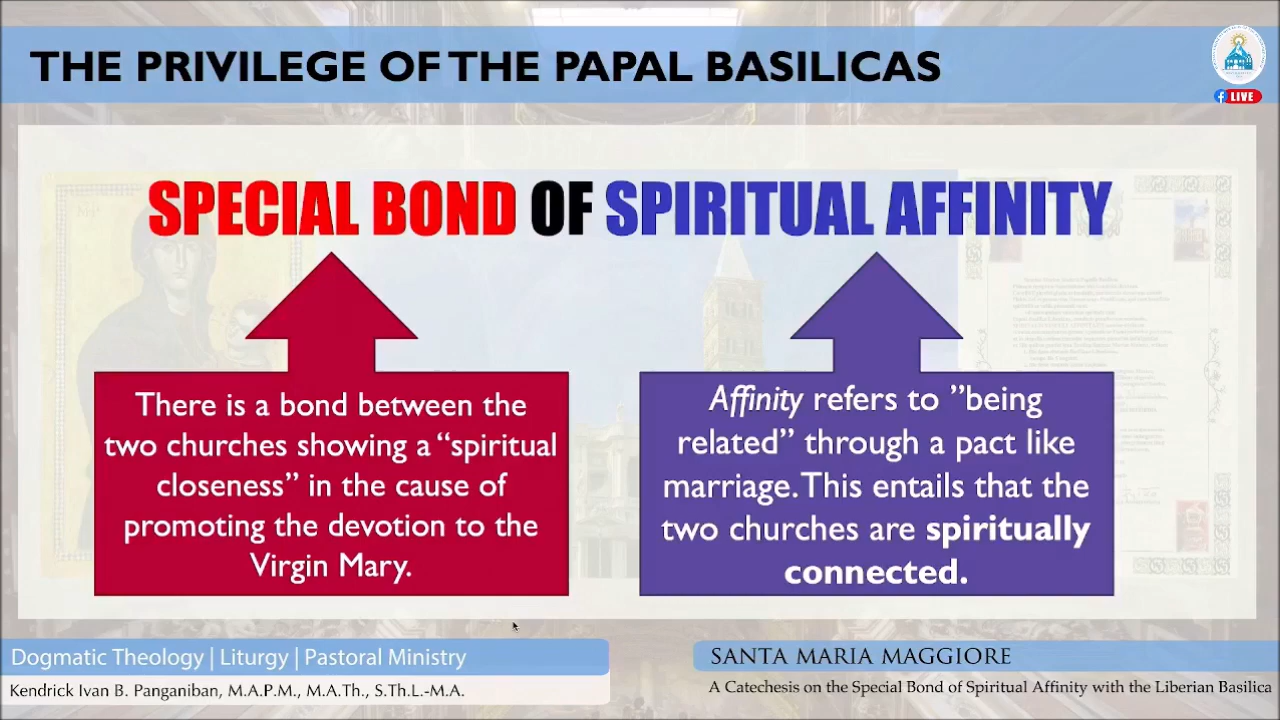 THE PRIVILEGE OF THE PAPAL BASILICAS
LIVE
SPECIAL BOND OF SPIRITUAL AFFINITY
There is a bond between the
two churches showing a “spiritual
closeness” in the cause of
promoting the devotion to the
Virgin Mary.
Affinity refers to ”being
related” through a pact like
marriage. This entails that the
two churches are spiritually
connected.
Dogmatic Theology | Liturgy | Pastoral Ministry
Kendrick Ivan B. Panganiban, M.A.P.M., M.A.Th., S.Th.L.-M.A.
SANTA MARIA MAGGIORE
A Catechesis on the Special Bond of Spiritual Affinity with the Liberian Basilica